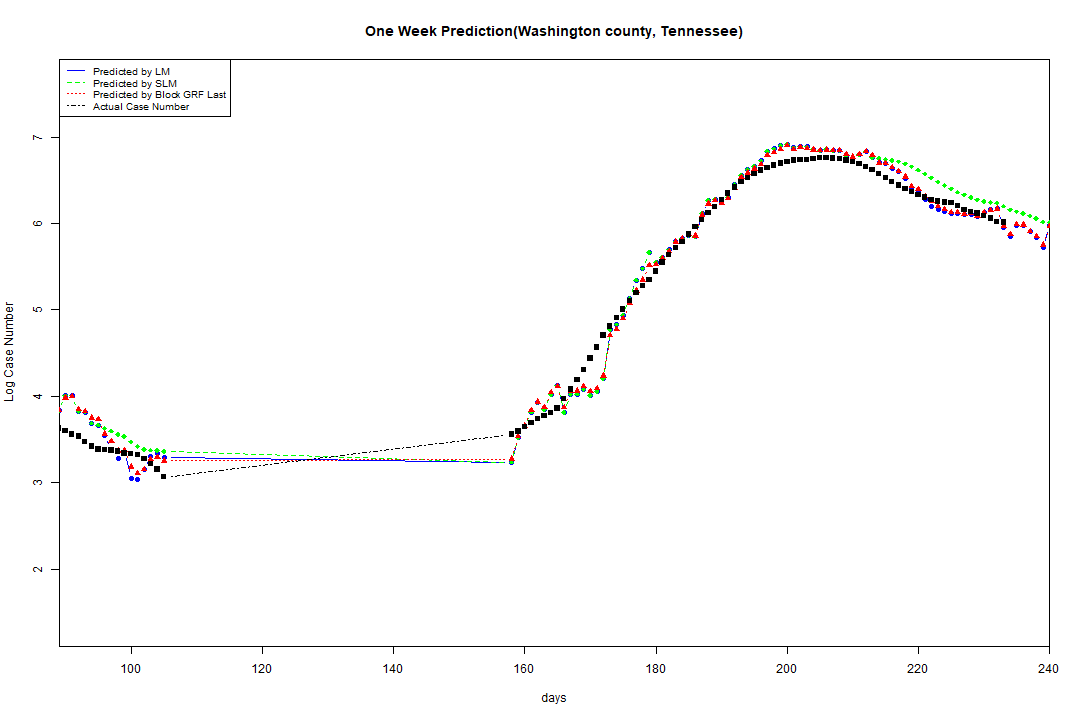 One Week Prediction(Washington county, Tennessee)
Predicted by LM
Predicted by SLM
Predicted by Block GRF Last
Actual Case Number
7
6
5
4
3
2
Log Case Number
100 120 140 160 180 200 220 240
days